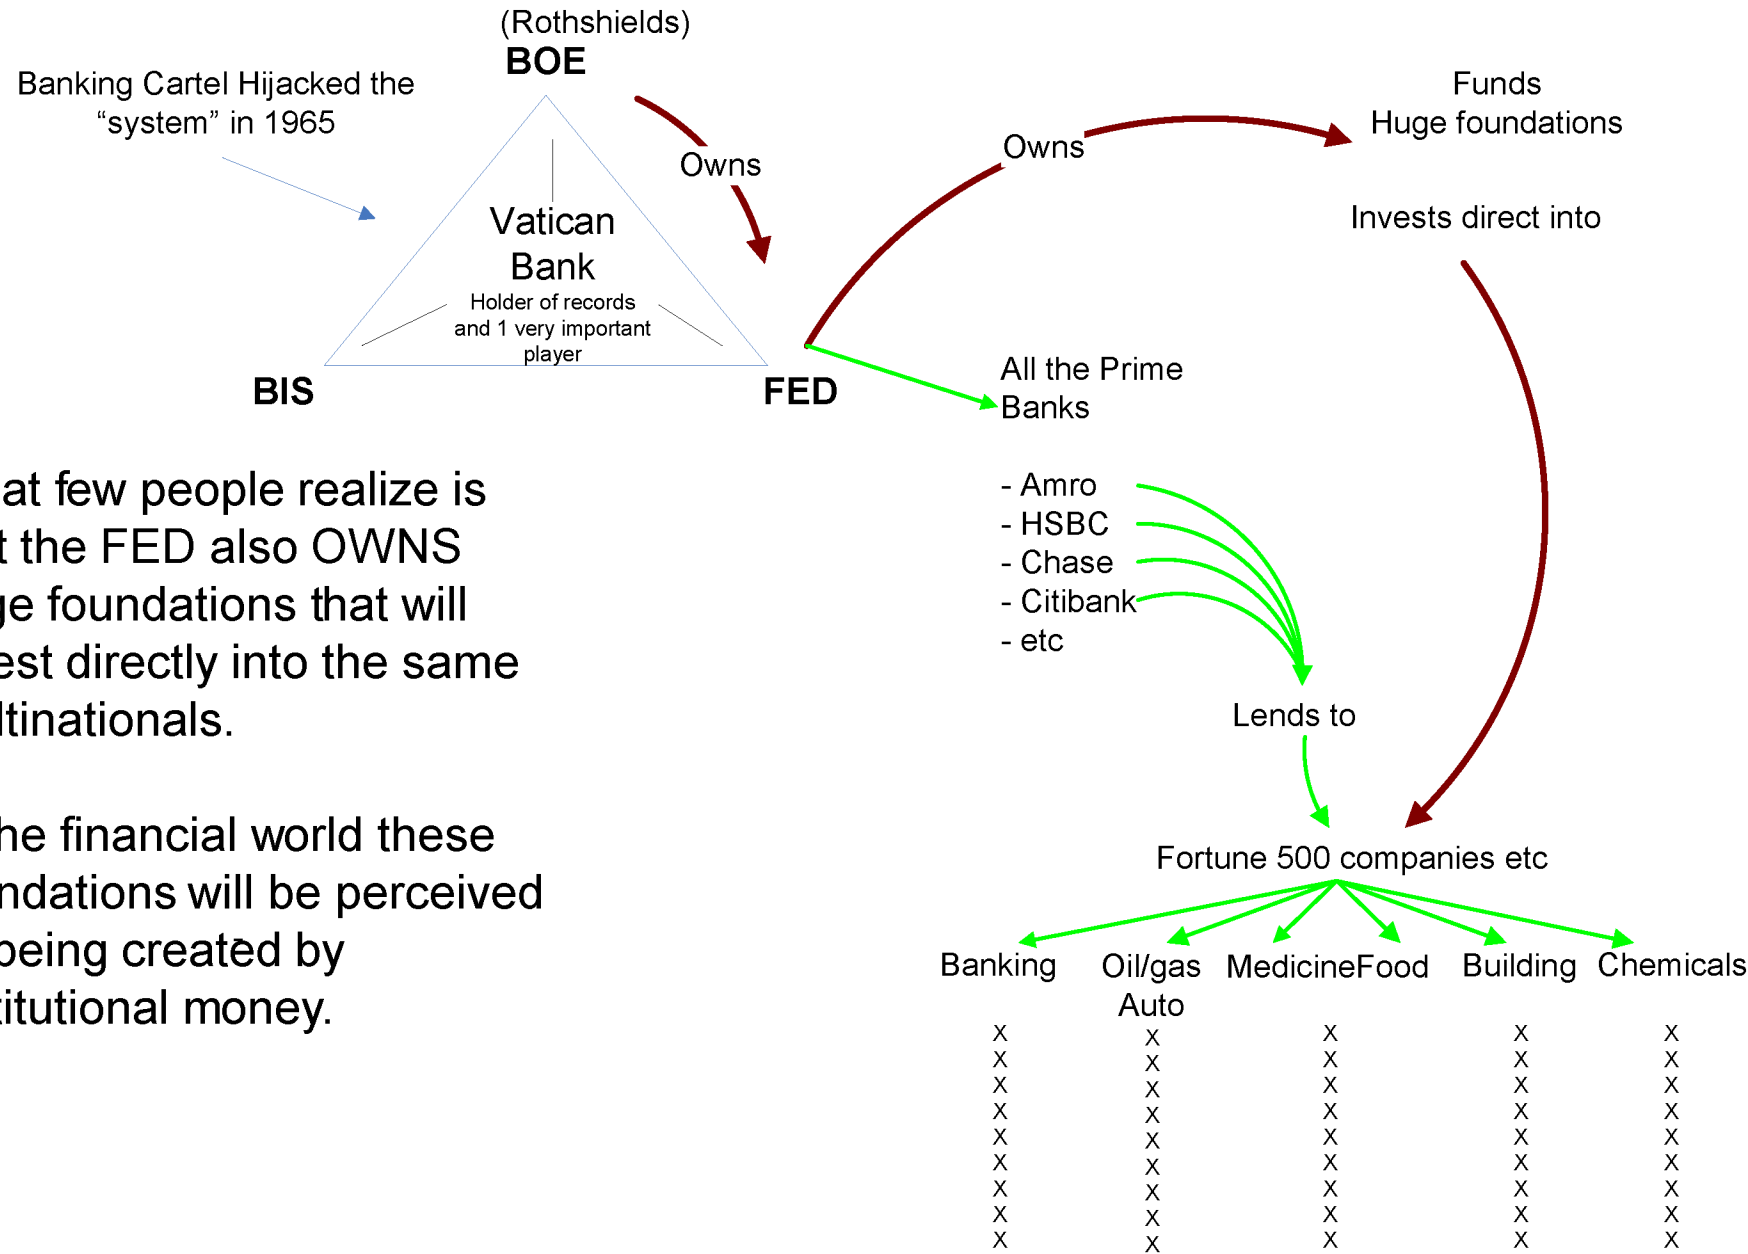 (Rothshields)
BOE
Banking Cartel Hijacked the
“system” in 1965
Owns
Vatican
Bank
Holder of records
and 1 very important
player
BIS
FED
Owns
Funds
Huge foundations
Invests direct into
All the Prime
Banks
- Amro
- HSBC
- Chase
- Citibank
- etc
Lends to
Fortune 500 companies etc
Banking
Oil/gas
Auto
Medicine
Food
Building
Chemicals
x x x x x
x x x x x
x x x x x
x x x x x
x x x x x
x x x x x
x x x x x
x x x x x
x x x x x
at few people realize is
t the FED also OWNS
ge foundations that will
est directly into the same
ltinationals.
he financial world these
ndations will be perceived
being created by
titutional money.